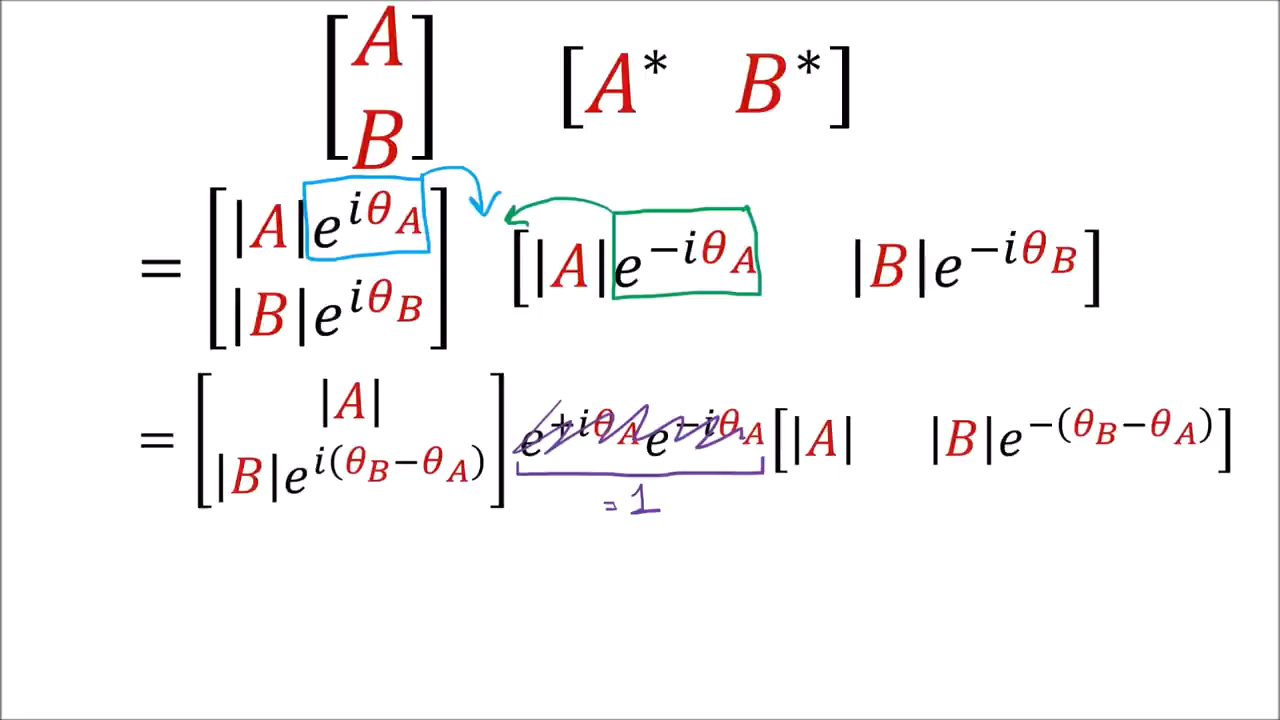 [A B] [A* B*]
= [|A|e^{iθ_A} |B|e^{iθ_B}] [|A|e^{-iθ_A} |B|e^{-iθ_B}]
= [|A| |B|e^{i(θ_B-θ_A)}] e^{+iθ_A}e^{-iθ_A} [|A| |B|e^{-(θ_B-θ_A)}]
= 1